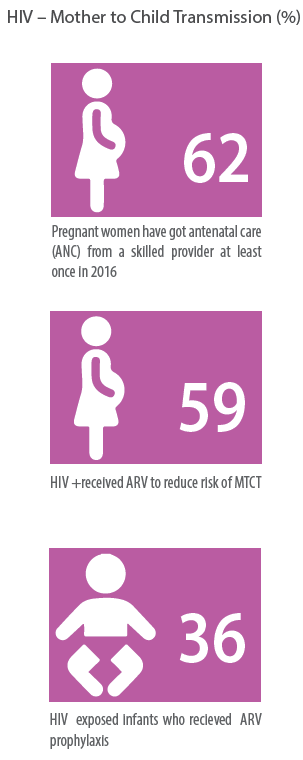 HIV – Mother to Child Transmission (%)
62
Pregnant women have got antenatal care
(ANC) from a skilled provider at least
once in 2016
59
HIV +received ARV to reduce risk of MTCT
36
HIV exposed infants who recieved ARV
prophylaxis